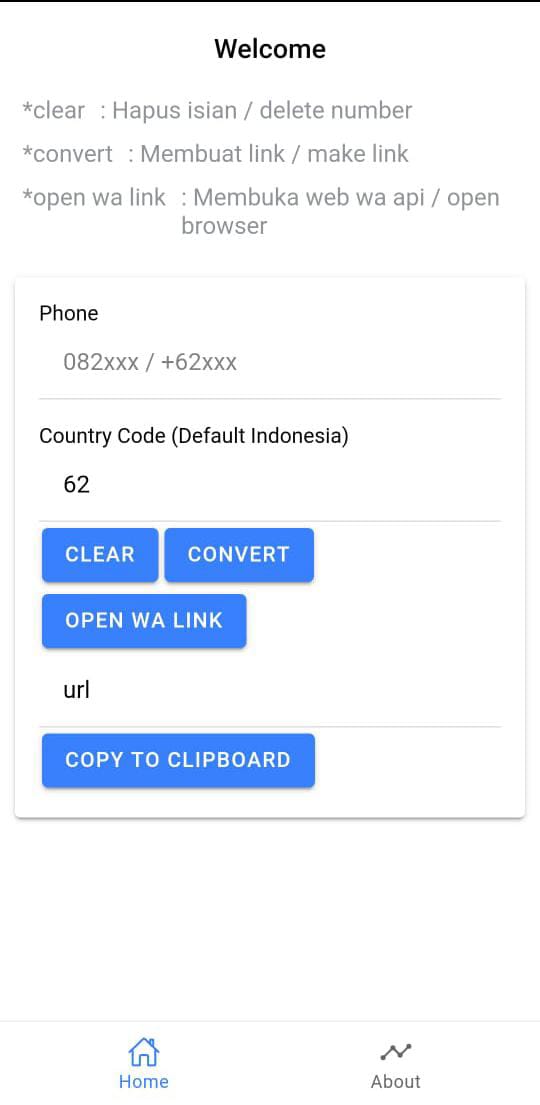 Welcome
*clear : Hapus isian / delete number
*convert : Membuat link / make link
*open wa link : Membuka web wa api / open
browser
Phone
082xxx / +62xxx
Country Code (Default Indonesia)
62
CLEAR CONVERT
OPEN WA LINK
url
COPY TO CLIPBOARD
Home About